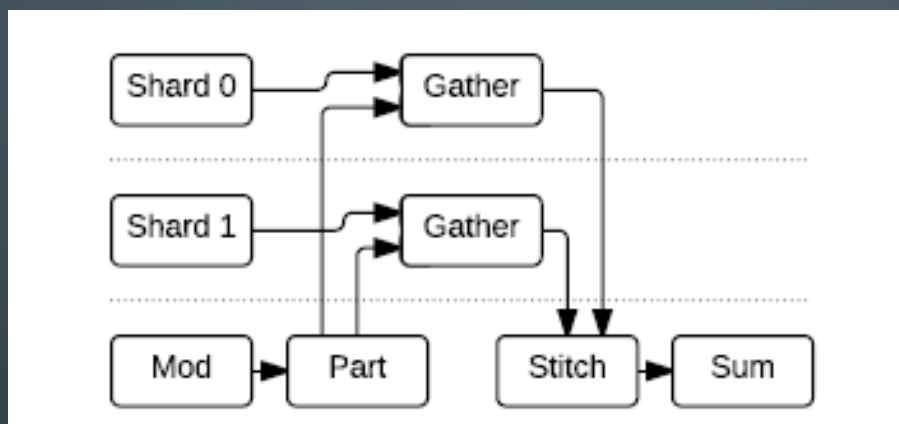 Shard 0
Gather
Shard 1
Gather
Mod
Part
Stitch
Sum